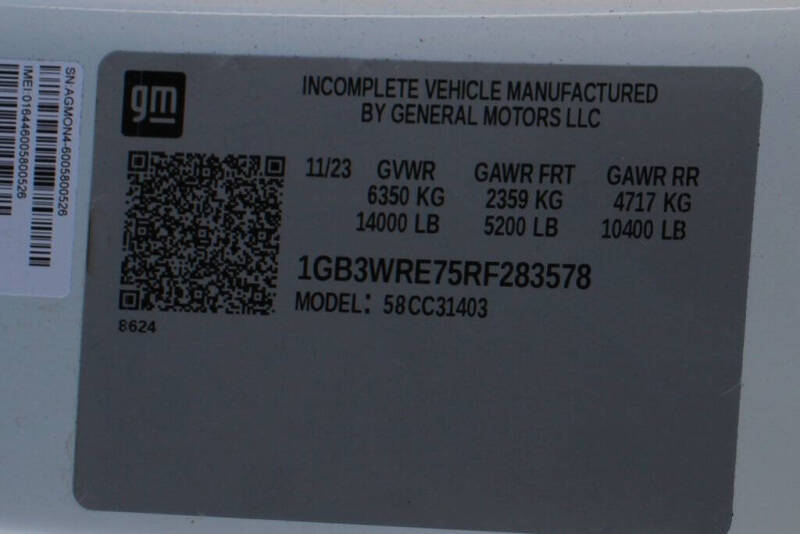 SN:AGMON4-6005800526
IMEI:016446005800526
gm
INCOMPLETE VEHICLE MANUFACTURED
BY GENERAL MOTORS LLC
11/23 GVWR GAWR FRT GAWR RR
6350 KG 2359 KG 4717 KG
14000 LB 5200 LB 10400 LB
1GB3WRE75RF283578
MODEL: 58CC31403
8624